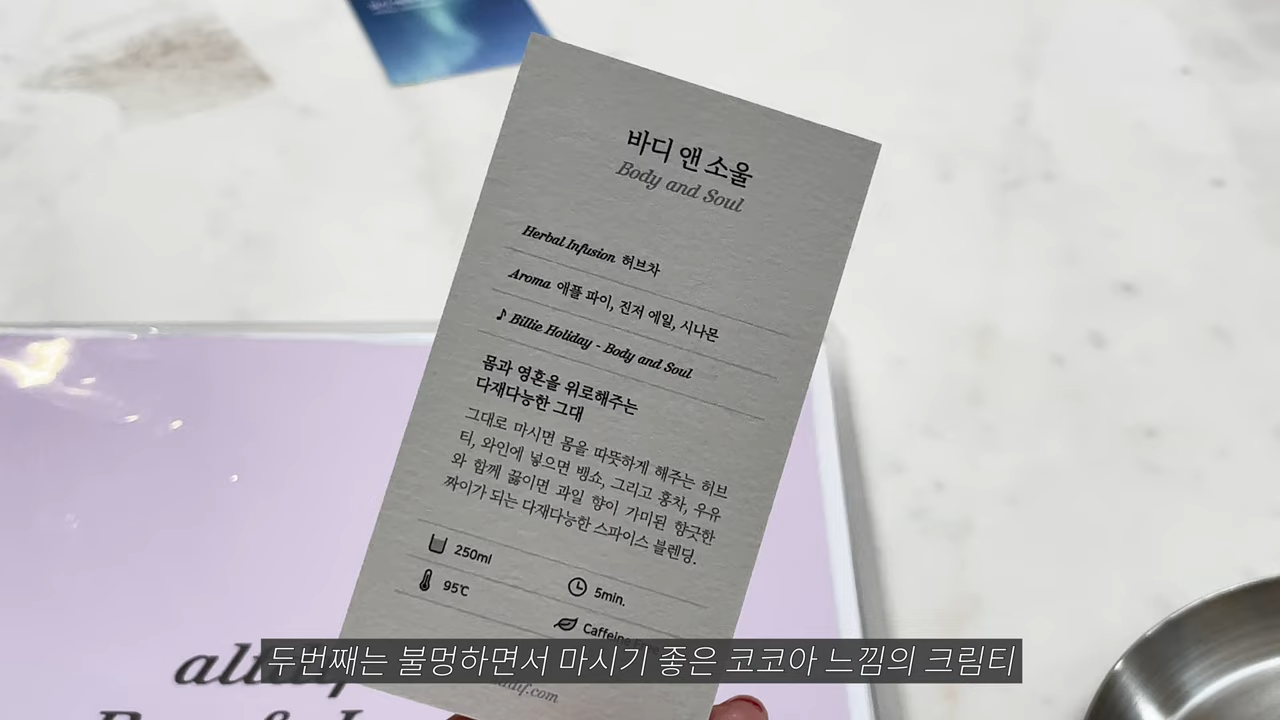 바디 앤 소울
Body and Soul
Herbal Infusion 허브차
Aroma 애플 파이, 진저 에일, 시나몬
♪ Billie Holiday - Body and Soul
몸과 영혼을 위로해주는
다재다능한 그대
그대로 마시면 몸을 따뜻하게 해주는 허브
티, 와인에 넣으면 뱅쇼, 그리고 홍차, 우유
와 함께 끓이면 과일 향이 가미된 향긋한
짜이가 되는 다재다능한 스파이스 블렌딩.
250ml
5min.
95℃
Caffeine
두번째는 불멍하면서 마시기 좋은 코코아 느낌의 크림티